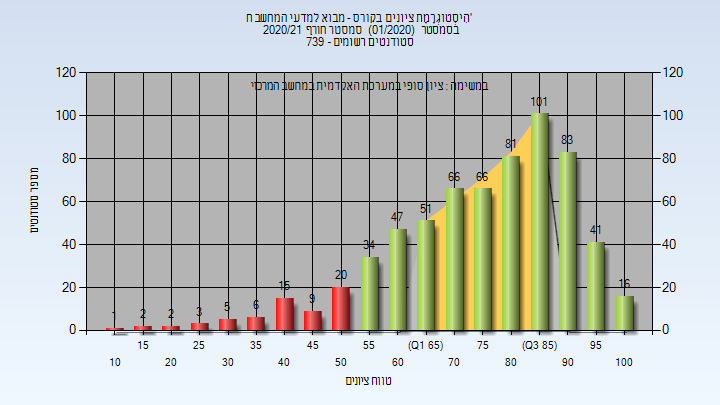 היסטוגרמת ציונים בקורס - מבוא למדעי המחשב ח'
בסמסטר (01/2020) סמסטר חורף 2020/21
סטודנטים רשומים - 739
במשימה : ציון סופי במערכת האקדמית במחשב המרכזי
120 120
100 100
80 80
60 60
40 40
20 20
0 0
מספר סטודנטים
1 2 2 3 5 6 15 9 20 34 47 51 66 66 81 101 83 41 16
15 25 35 45 55 (Q1 65) 75 (Q3 85) 95
10 20 30 40 50 60 70 80 90 100
טווח ציונים